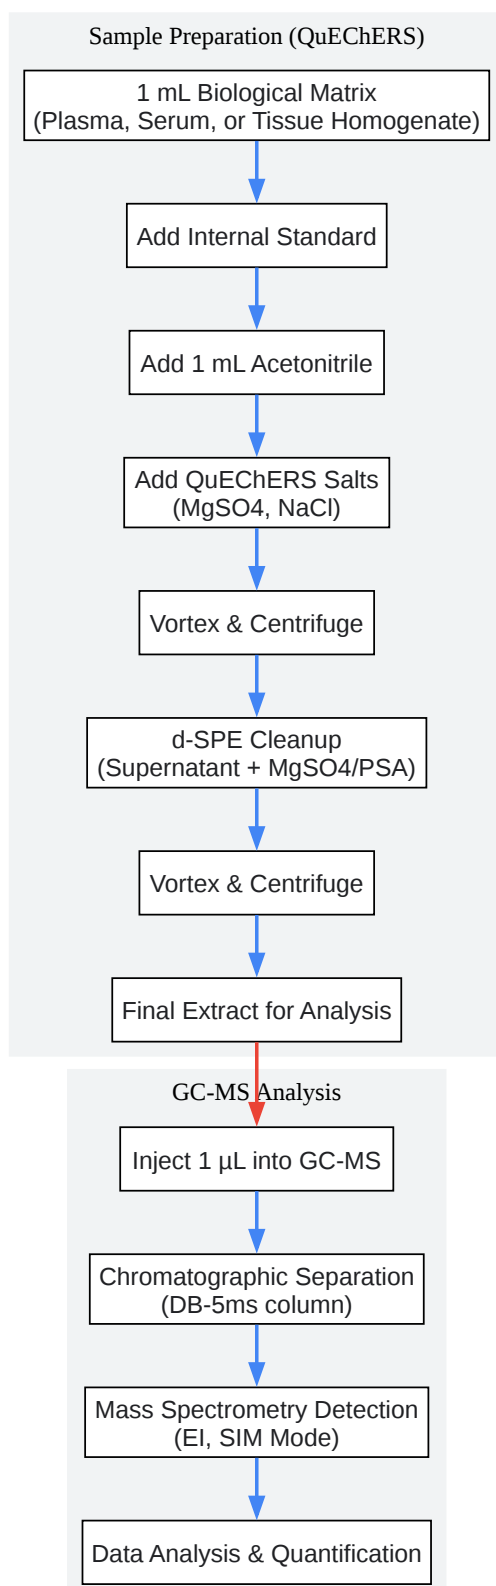 Sample Preparation (QuEChERS)
1 mL Biological Matrix
(Plasma, Serum, or Tissue Homogenate)
Add Internal Standard
Add 1 mL Acetonitrile
Add QuEChERS Salts
(MgSO4, NaCl)
Vortex & Centrifuge
d-SPE Cleanup
(Supernatant + MgSO4/PSA)
Vortex & Centrifuge
Final Extract for Analysis
GC-MS Analysis
Inject 1 µL into GC-MS
Chromatographic Separation
(DB-5ms column)
Mass Spectrometry Detection
(EI, SIM Mode)
Data Analysis & Quantification